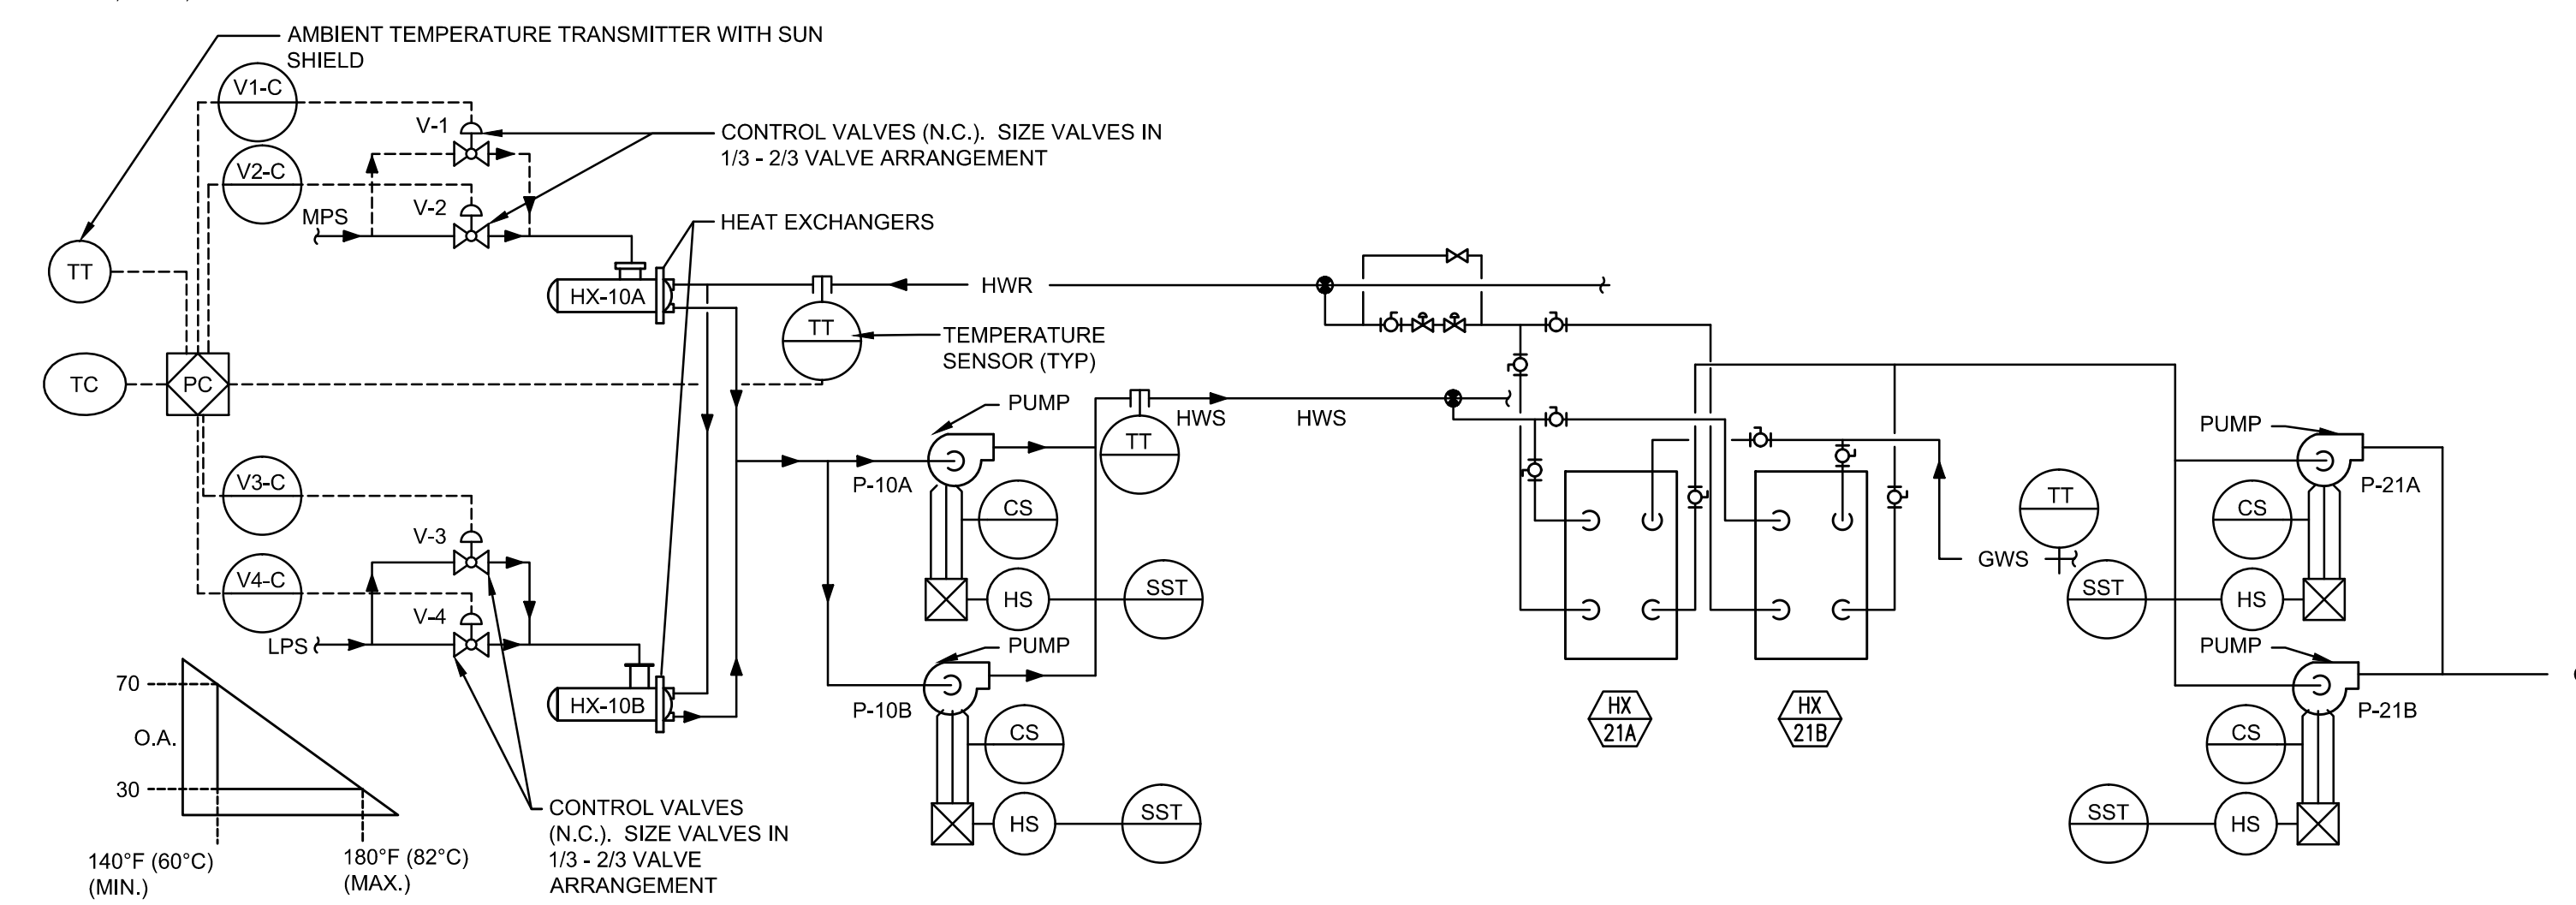 AMBIENT TEMPERATURE TRANSMITTER WITH SUN
SHIELD
V1-C
V-1
CONTROL VALVES (N.C.). SIZE VALVES IN
1/3 - 2/3 VALVE ARRANGEMENT
V2-C
V-2
MPS
HEAT EXCHANGERS
TT
HX-10A
HWR
TT
TEMPERATURE
SENSOR (TYP)
TC
PC
PUMP
HWS
HWS
TT
P-10A
CS
V3-C
V-3
V4-C
V-4
LPS
HS
SST
PUMP
HX-10B
P-10B
CS
HS
SST
70
O.A.
30
140°F (60°C)
(MIN.)
180°F (82°C)
(MAX.)
CONTROL VALVES
(N.C.). SIZE VALVES IN
1/3 - 2/3 VALVE
ARRANGEMENT
HX
21A
HX
21B
GWS
TT
PUMP
P-21A
CS
SST
HS
PUMP
P-21B
CS
SST
HS